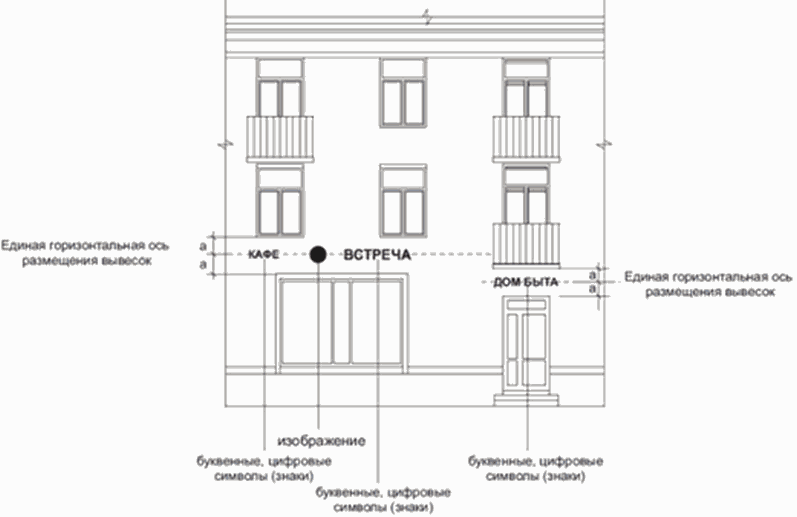 Единая горизонтальная ось
размещения вывесок
а
а
КАФЕ
ВСТРЕЧА
ДОМ БЫТА
а
а
Единая горизонтальная ось
размещения вывесок
изображение
буквенные, цифровые
символы (знаки)
буквенные, цифровые
символы (знаки)
буквенные, цифровые
символы (знаки)